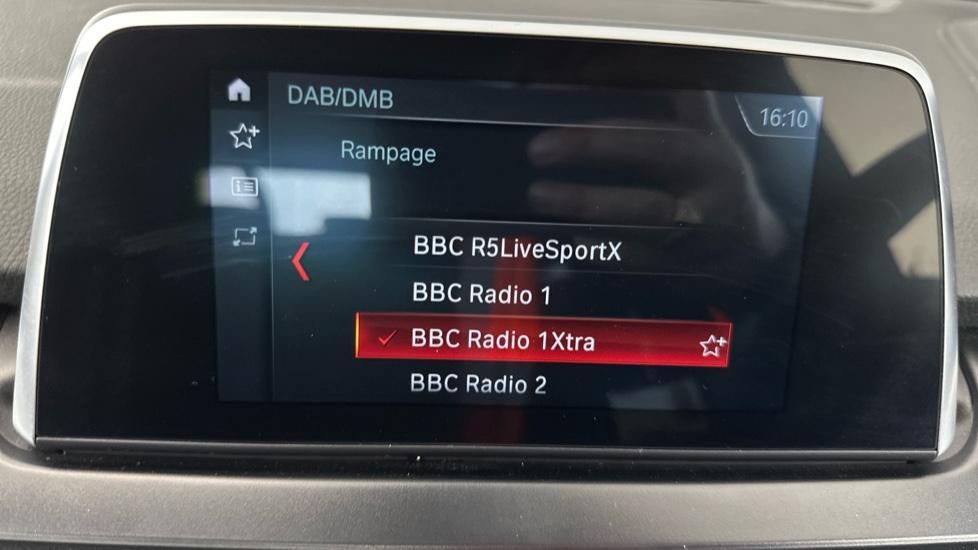 DAB/DMB
16:10
Rampage
BBC R5LiveSportX
BBC Radio 1
BBC Radio 1Xtra
BBC Radio 2